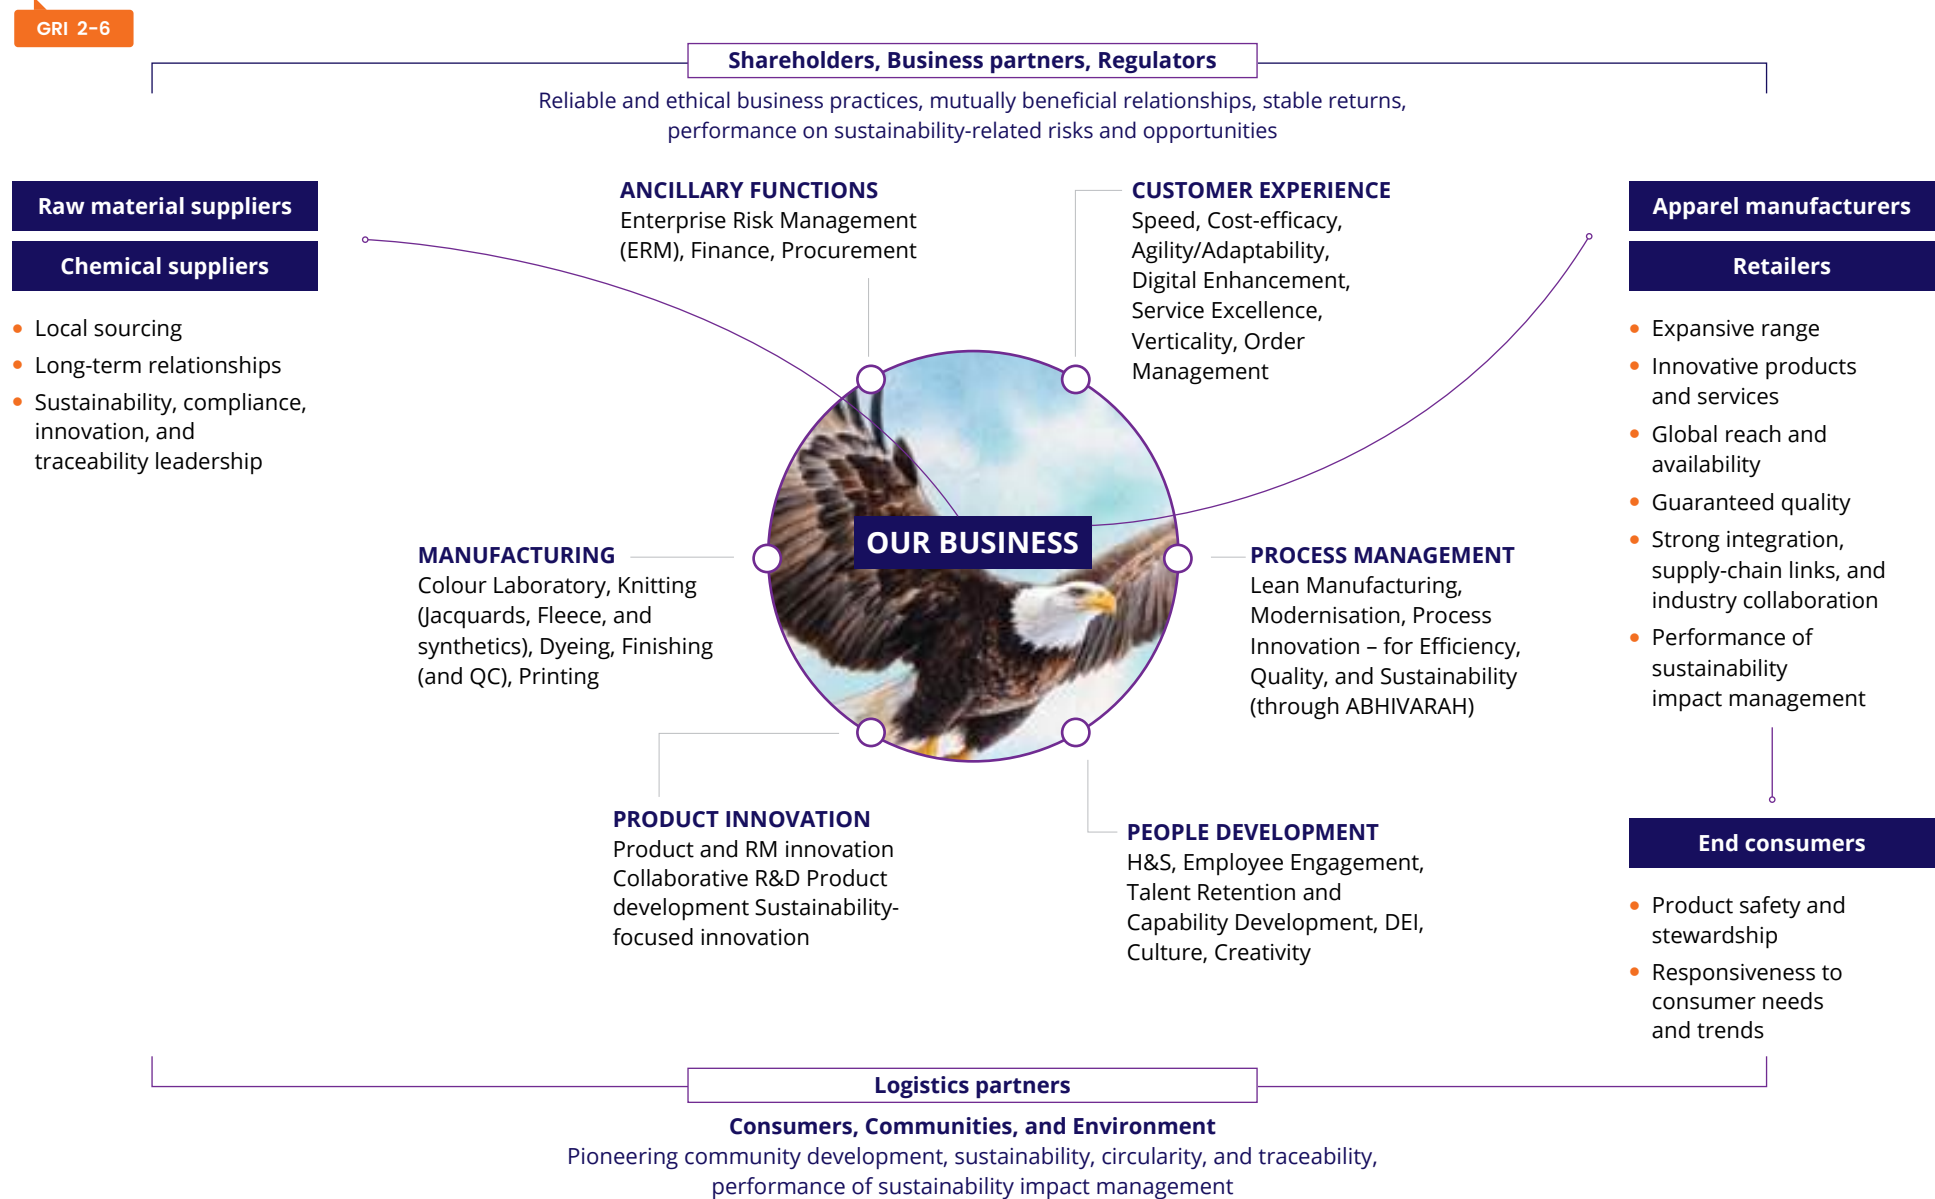 GRI 2-6
Shareholders, Business partners, Regulators
Reliable and ethical business practices, mutually beneficial relationships, stable returns,
performance on sustainability-related risks and opportunities
Raw material suppliers
Chemical suppliers
• Local sourcing
• Long-term relationships
• Sustainability, compliance,
innovation, and
traceability leadership
ANCILLARY FUNCTIONS
Enterprise Risk Management
(ERM), Finance, Procurement
CUSTOMER EXPERIENCE
Speed, Cost-efficacy,
Agility/Adaptability,
Digital Enhancement,
Service Excellence,
Verticality, Order
Management
OUR BUSINESS
MANUFACTURING
Colour Laboratory, Knitting
(Jacquards, Fleece, and
synthetics), Dyeing, Finishing
(and QC), Printing
PROCESS MANAGEMENT
Lean Manufacturing,
Modernisation, Process
Innovation – for Efficiency,
Quality, and Sustainability
(through ABHIVARAH)
PRODUCT INNOVATION
Product and RM innovation
Collaborative R&D Product
development Sustainability-
focused innovation
PEOPLE DEVELOPMENT
H&S, Employee Engagement,
Talent Retention and
Capability Development, DEI,
Culture, Creativity
Apparel manufacturers
Retailers
• Expansive range
• Innovative products
and services
• Global reach and
availability
• Guaranteed quality
• Strong integration,
supply-chain links, and
industry collaboration
• Performance of
sustainability
impact management
End consumers
• Product safety and
stewardship
• Responsiveness to
consumer needs
and trends
Logistics partners
Consumers, Communities, and Environment
Pioneering community development, sustainability, circularity, and traceability,
performance of sustainability impact management